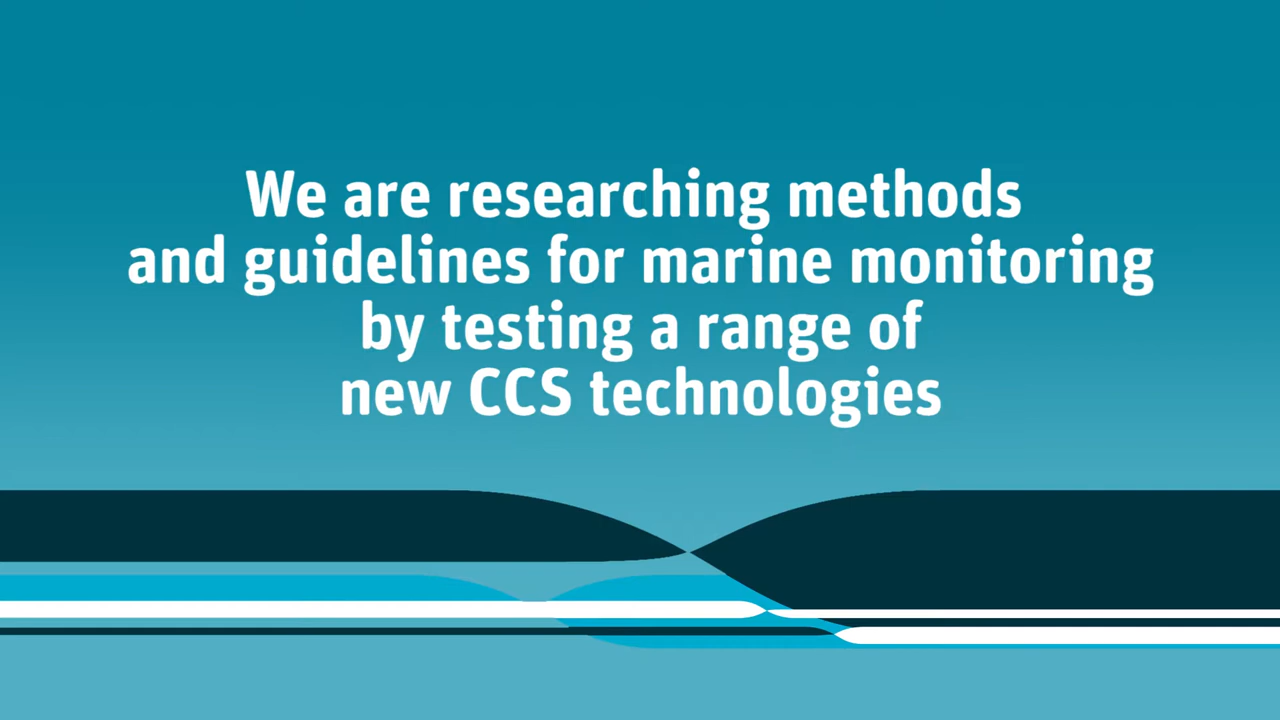 We are researching methods
and guidelines for marine monitoring
by testing a range of
new CCS technologies